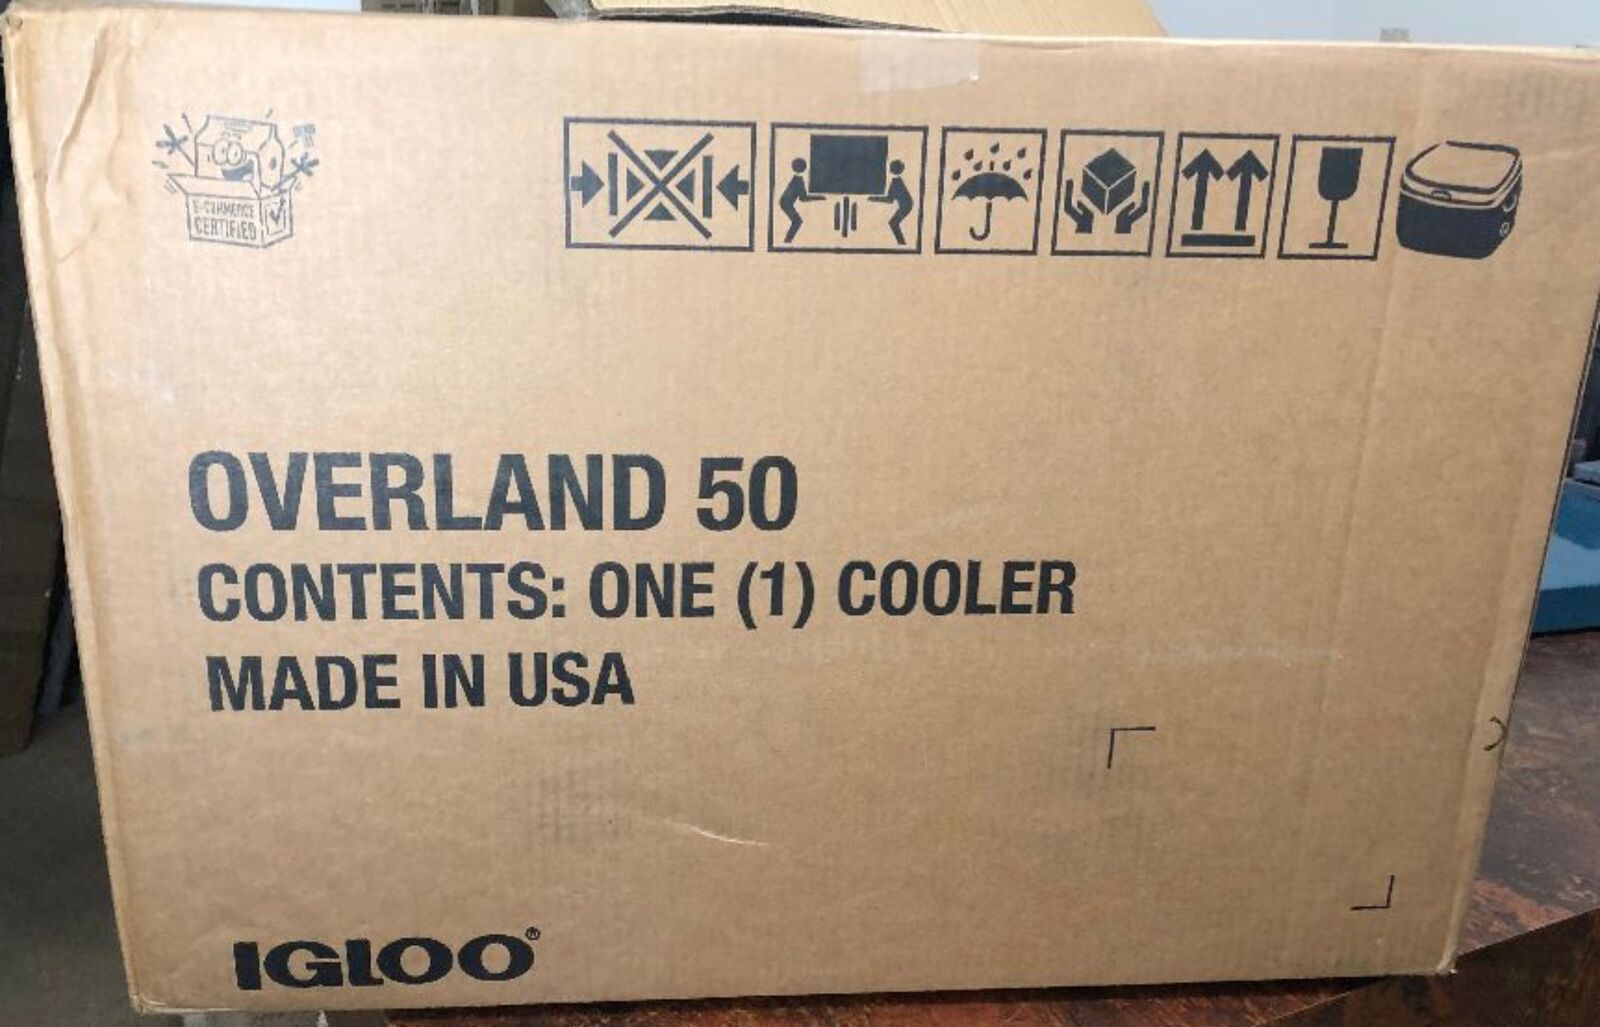 E-COMMERCE
CERTIFIED
OVERLAND 50
CONTENTS: ONE (1) COOLER
MADE IN USA
IGLOO®